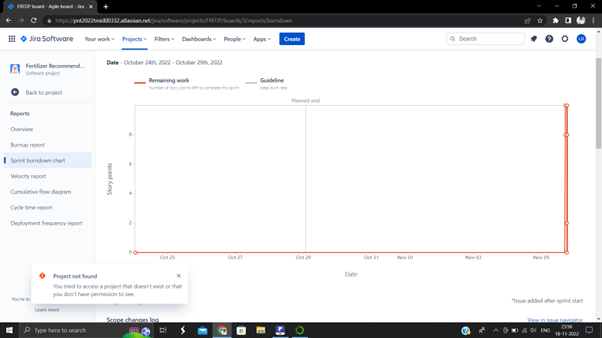 FREDP board - Agile board - Jira
https://pnt2022tmid00332.atlassian.net/jira/software/projects/FREDP/boards/1/reports/burndown
Jira Software
Your work
Projects
Filters
Dashboards
People
Apps
Create
Search
LD
Fertilizer Recommend...
Software project
Back to project
Reports
Overview
Burnup report
Sprint burndown chart
Velocity report
Cumulative flow diagram
Cycle time report
Deployment frequency report
You're in
Learn more
Date - October 24th, 2022 - October 29th, 2022
Remaining work
Number of story points left to complete this sprint
Guideline
Ideal burn rate
Planned end
Story points
8
6
4
2
0
Oct 25
Oct 27
Oct 29
Oct 31
Nov 01
Nov 03
Nov 05
Date
Project not found
You tried to access a project that doesn't exist or that
you don't have permission to see.
*Issue added after sprint start
Scope changes log
View in issue navigator
Type here to search
ENG
23:56
18-11-2022